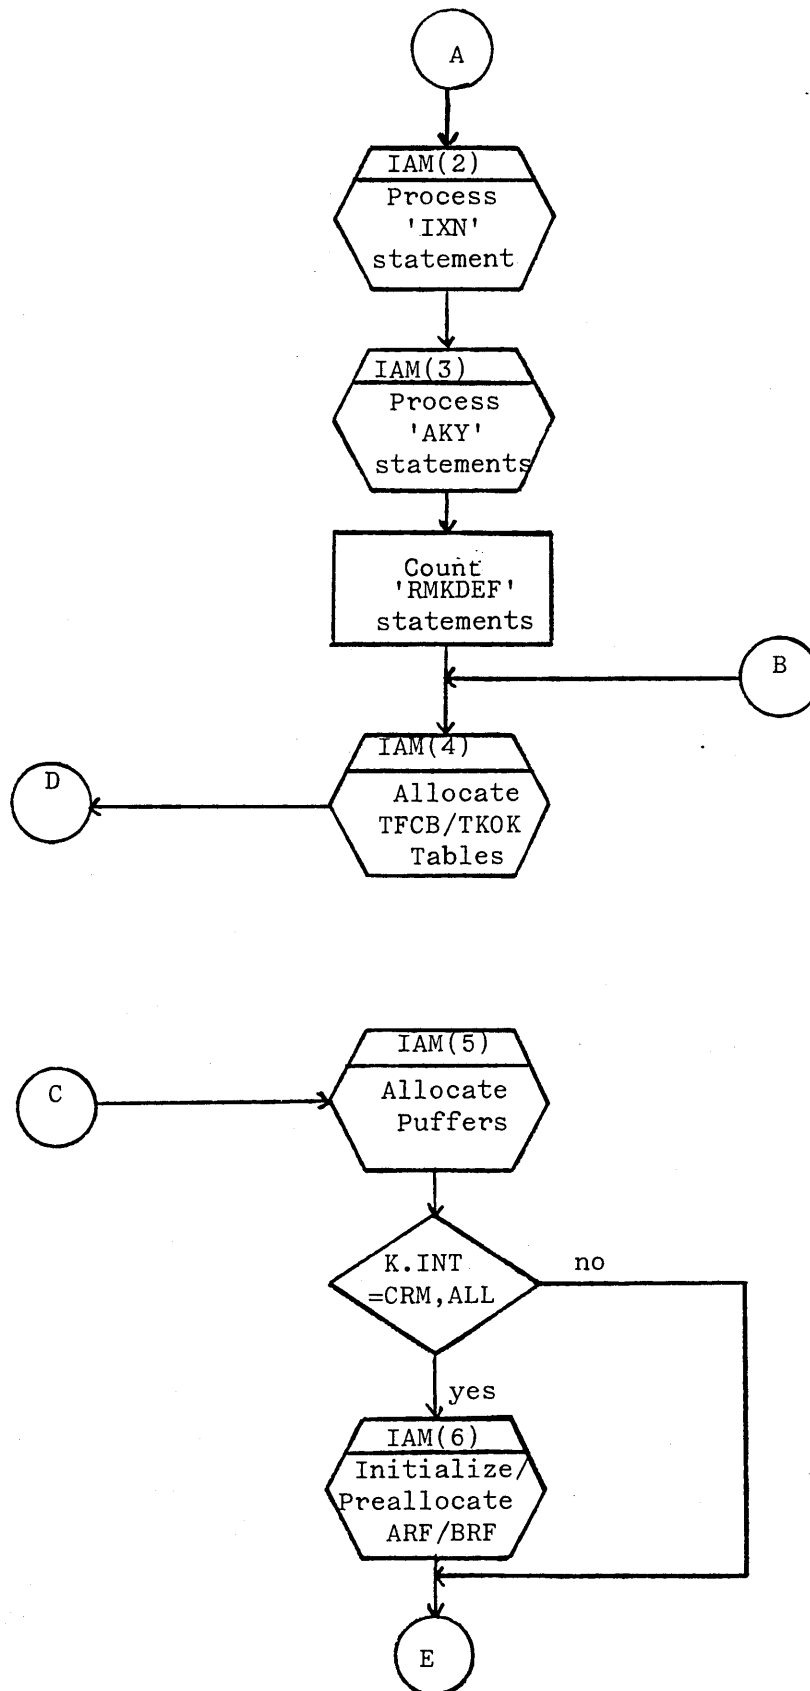 A
IAM(2)
Process
'IXN'
statement
IAM(3)
Process
'AKY'
statements
Count
'RMKDEF'
statements
B
IAM(4)
D
Allocate
TFCB/TKOK
Tables
IAM(5)
C
Allocate
Puffers
K.INT
=CRM,ALL
no
yes
IAM(6)
Initialize/
Preallocate
ARF/BRF
E